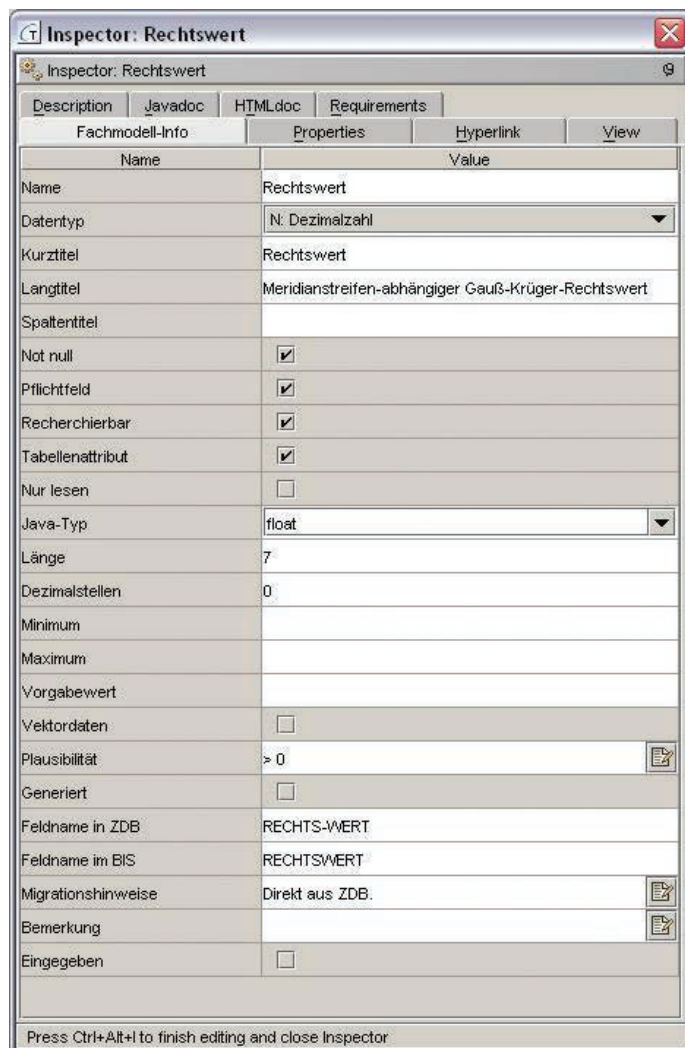 Inspector: Rechtswert
Inspector: Rechtswert
Description Javadoc HTMLdoc Requirements
Fachmodell-Info Properties Hyperlink View
Name Value
Name Rechtswert
Datentyp N: Dezimalzahl
Kurztitel Rechtswert
Langtitel Meridianstreifen-abhängiger Gauß-Krüger-Rechtswert
Spaltentitel
Not null
Pflichtfeld
Recherchierbar
Tabellenattribut
Nur lesen
Java-Typ float
Länge 7
Dezimalstellen 0
Minimum
Maximum
Vorgabewert
Vektordaten
Plausibilität > 0
Generiert
Feldname in ZDB RECHTS-WERT
Feldname im BIS RECHTSWERT
Migrationshinweise Direkt aus ZDB.
Bemerkung
Eingegeben
Press Ctrl+Alt+I to finish editing and close Inspector